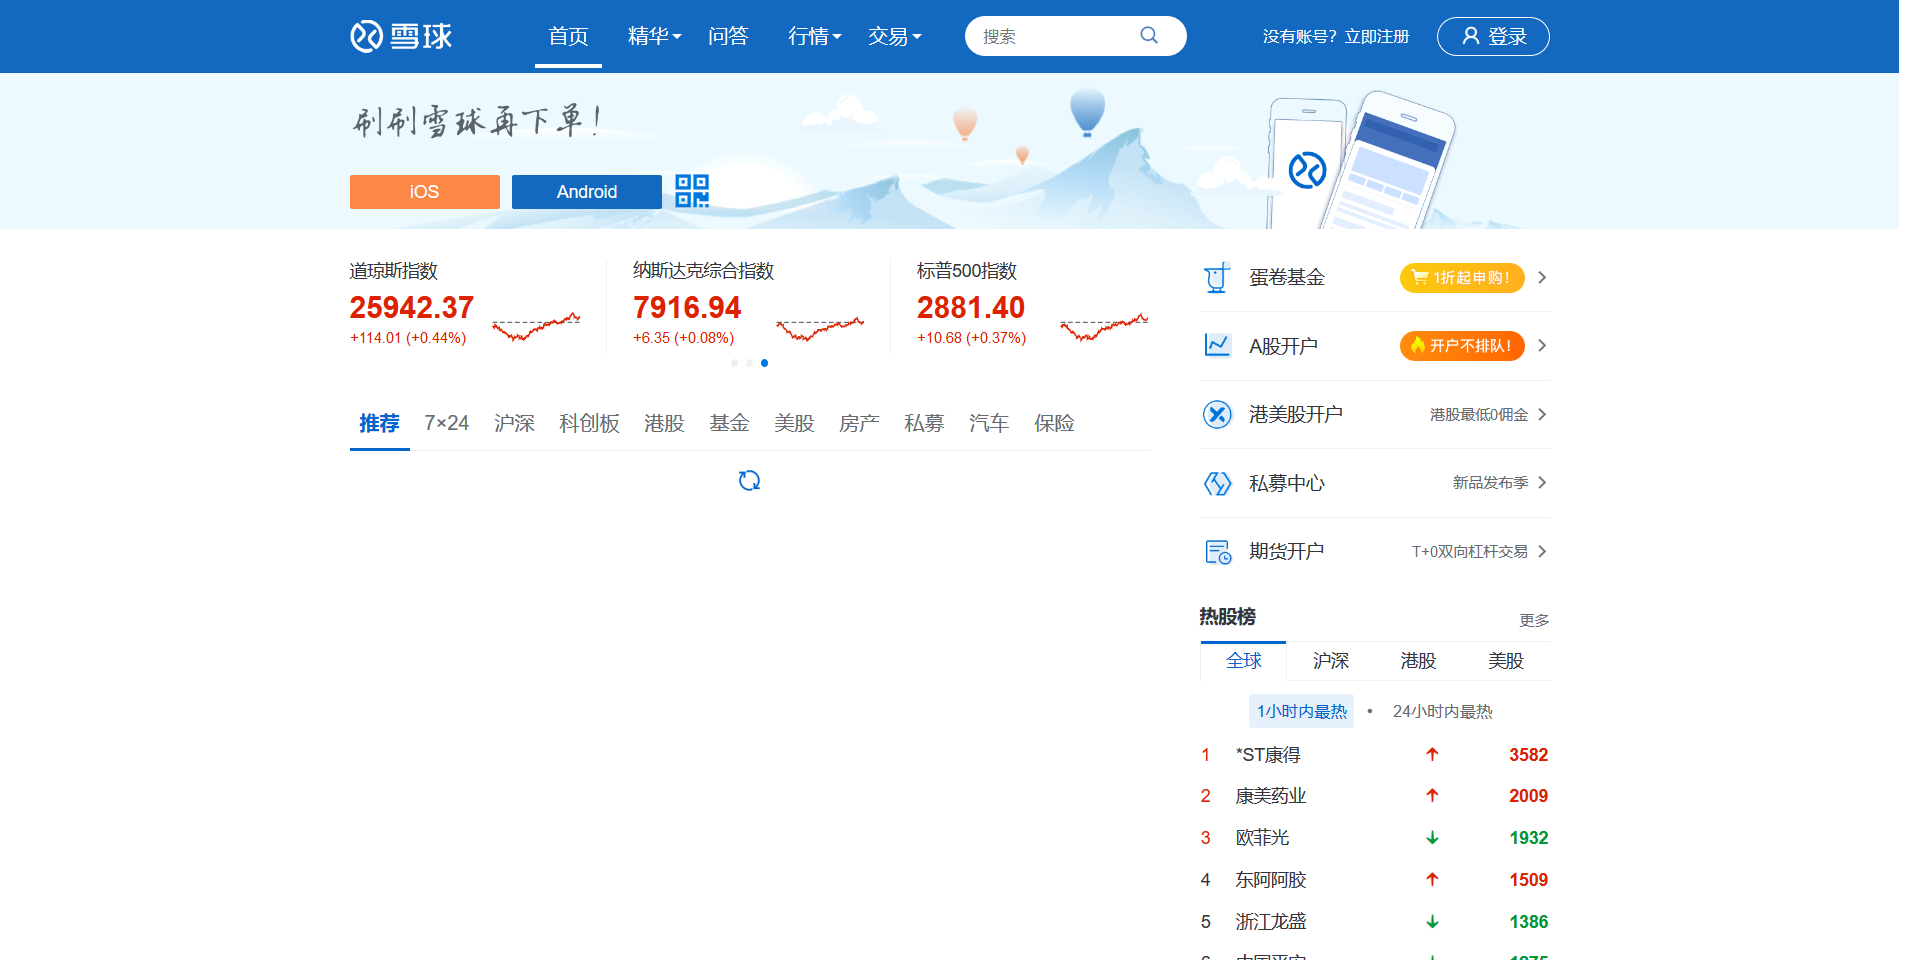 雪球
首页 精华 问答 行情 交易
搜索
没有账号？立即注册
登录
刷刷雪球再下单！
iOS
Android
道琼斯指数
25942.37
+114.01 (+0.44%)
纳斯达克综合指数
7916.94
+6.35 (+0.08%)
标普500指数
2881.40
+10.68 (+0.37%)
推荐 7×24 沪深 科创板 港股 基金 美股 房产 私募 汽车 保险
蛋卷基金 1折起申购!
A股开户 开户不排队!
港美股开户 港股最低0佣金
私募中心 新品发布季
期货开户 T+0双向杠杆交易
热股榜 更多
全球 沪深 港股 美股
1小时内最热 • 24小时内最热
1 *ST康得 3582
2 康美药业 2009
3 欧菲光 1932
4 东阿阿胶 1509
5 浙江龙盛 1386